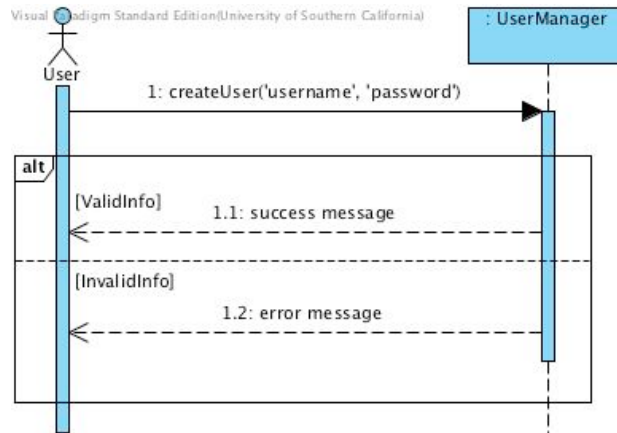 Visual Paradigm Standard Edition(University of Southern California)
: UserManager
User
1: createUser('username', 'password')
alt
[ValidInfo]
1.1: success message
[InvalidInfo]
1.2: error message